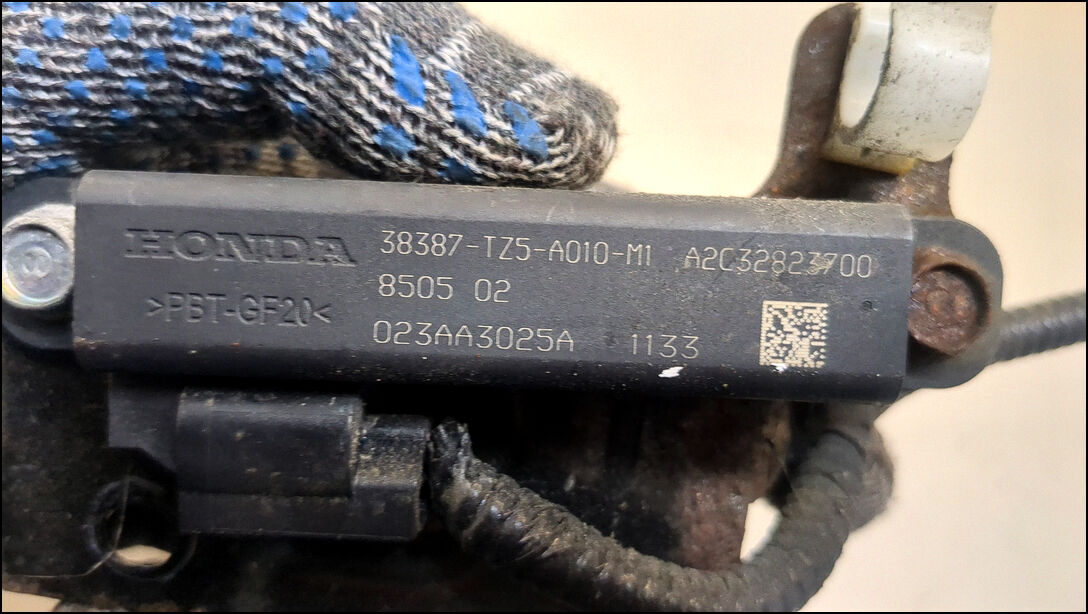 HONDA 38387-TZ5-A010-M1 A2C32823700
8505 02
>PBT-GF20<
023AA3025A 1133